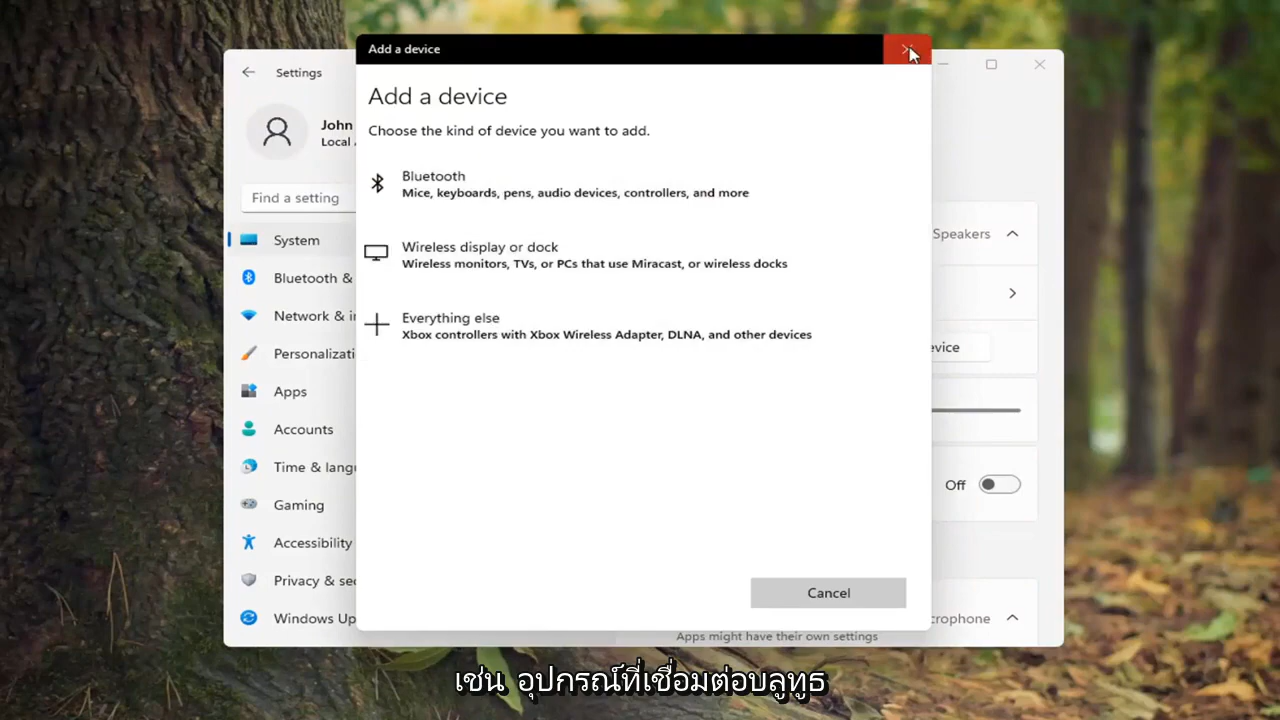 Add a device
Settings
John
Local
Find a setting
System
Bluetooth &
Network &
Personalizati
Apps
Accounts
Time & langu
Gaming
Accessibility
Privacy & sec
Windows Up
Add a device
Choose the kind of device you want to add.
Bluetooth
Mice, keyboards, pens, audio devices, controllers, and more
Wireless display or dock
Wireless monitors, TVs, or PCs that use Miracast, or wireless docks
Everything else
Xbox controllers with Xbox Wireless Adapter, DLNA, and other devices
Cancel
Speakers
evice
Off
crophone
Apps might have their own settings
เช่น อุปกรณ์ที่เชื่อมต่อบลูทูธ